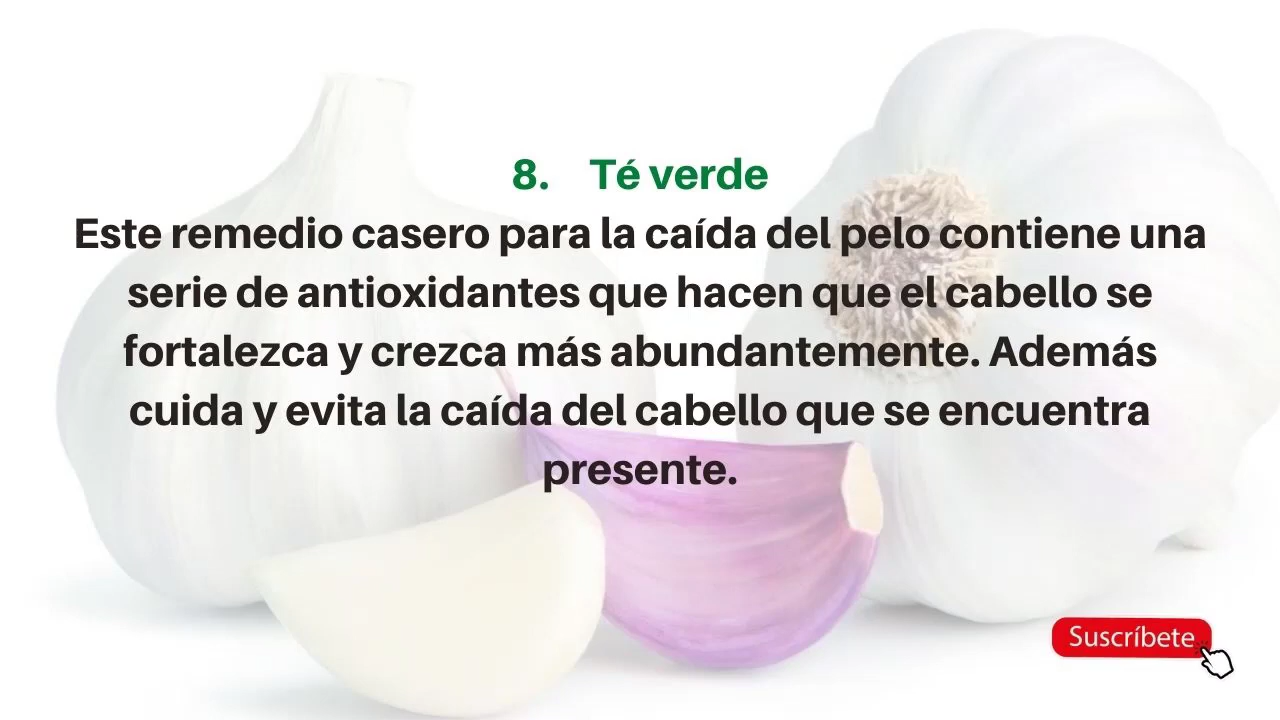 8. Té verde
Este remedio casero para la caída del pelo contiene una
serie de antioxidantes que hacen que el cabello se
fortalezca y crezca más abundantemente. Además
cuida y evita la caída del cabello que se encuentra
presente.
Suscríbete